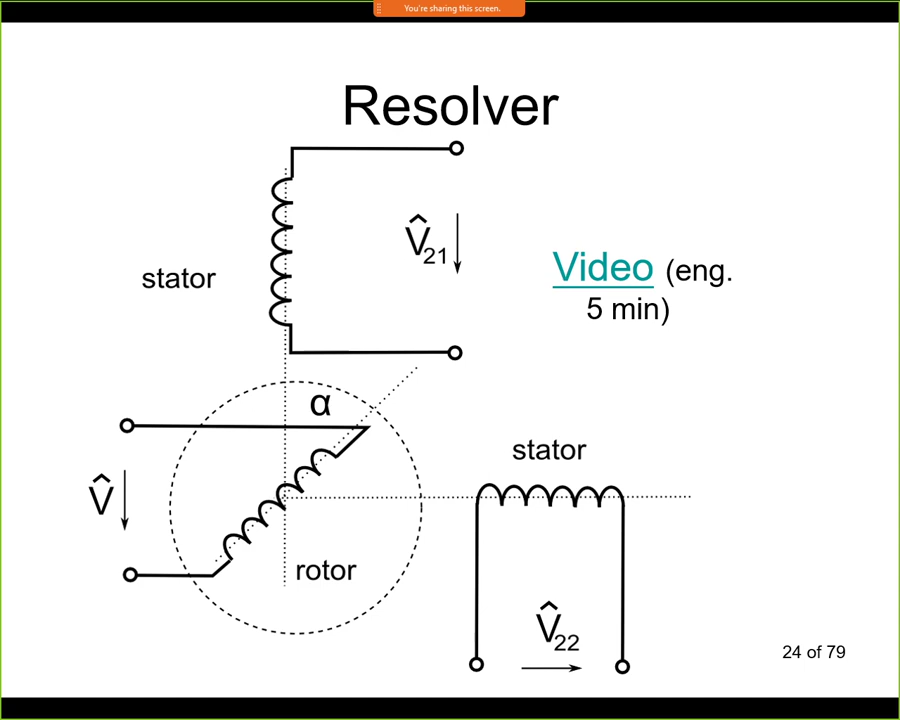 You're sharing this screen.
Resolver
V̂21
stator
Video (eng.
5 min)
α
stator
V̂
rotor
V̂22
24 of 79